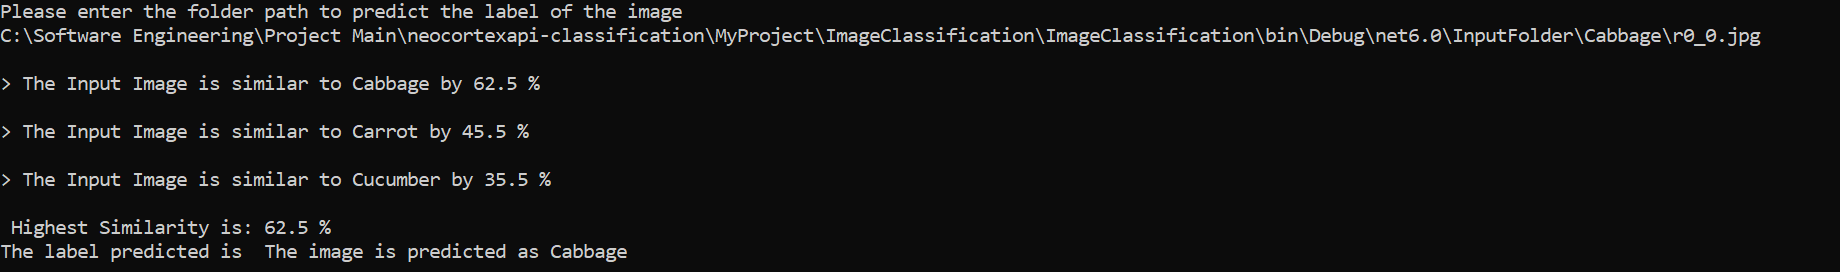 Please enter the folder path to predict the label of the image
C:\Software Engineering\Project Main\neocortexapi-classification\MyProject\ImageClassification\ImageClassification\bin\Debug\net6.0\InputFolder\Cabbage\r0_0.jpg
> The Input Image is similar to Cabbage by 62.5 %
> The Input Image is similar to Carrot by 45.5 %
> The Input Image is similar to Cucumber by 35.5 %
Highest Similarity is: 62.5 %
The label predicted is  The image is predicted as Cabbage